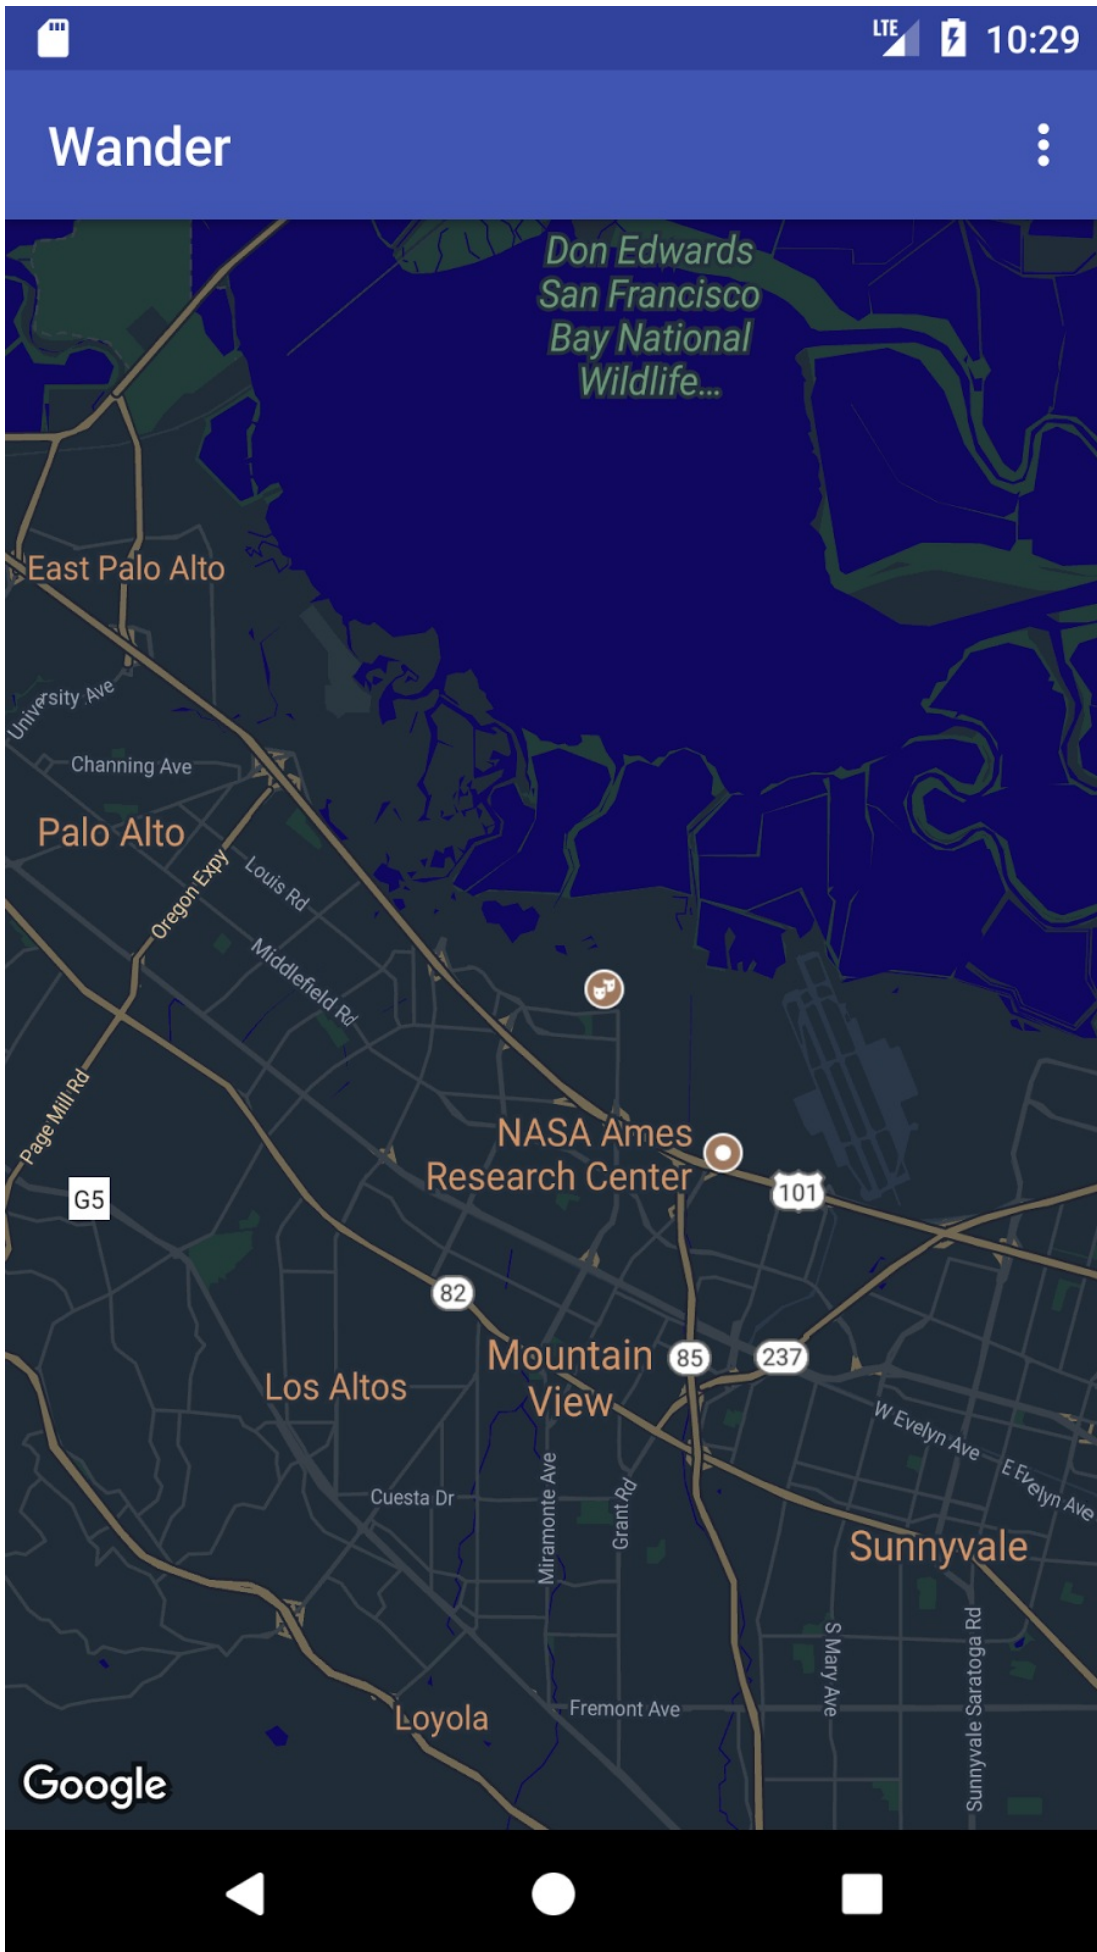 LTE 10:29
Wander
Don Edwards
San Francisco
Bay National
Wildlife...
East Palo Alto
University Ave
Channing Ave
Palo Alto
Oregon Expy
Louis Rd
Middlefield Rd
Page Mill Rd
NASA Ames
Research Center
101
G5
82
Mountain
View
85
237
Los Altos
W Evelyn Ave
E Evelyn Ave
Cuesta Dr
Miramonte Ave
Grant Rd
Sunnyvale
S Mary Ave
Sunnyvale Saratoga Rd
Fremont Ave
Loyola
Google